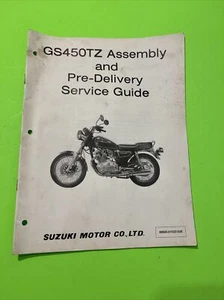 GS450TZ Assembly
and
Pre-Delivery
Service Guide
SUZUKI MOTOR CO., LTD.